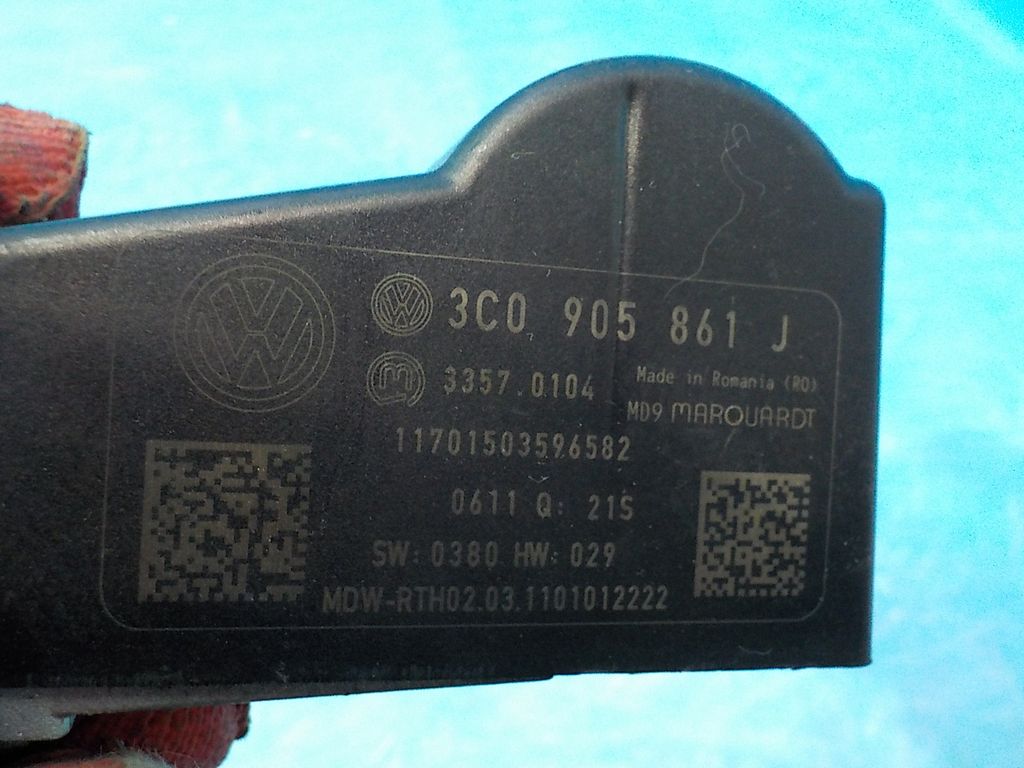 3C0 905 861 J
3357.0104
Made in Romania (RO)
MD9 MARQUARDT
11701503596582
0611 Q: 21S
SW: 0380 HW: 029
MDW-RTH02.03.1101012222